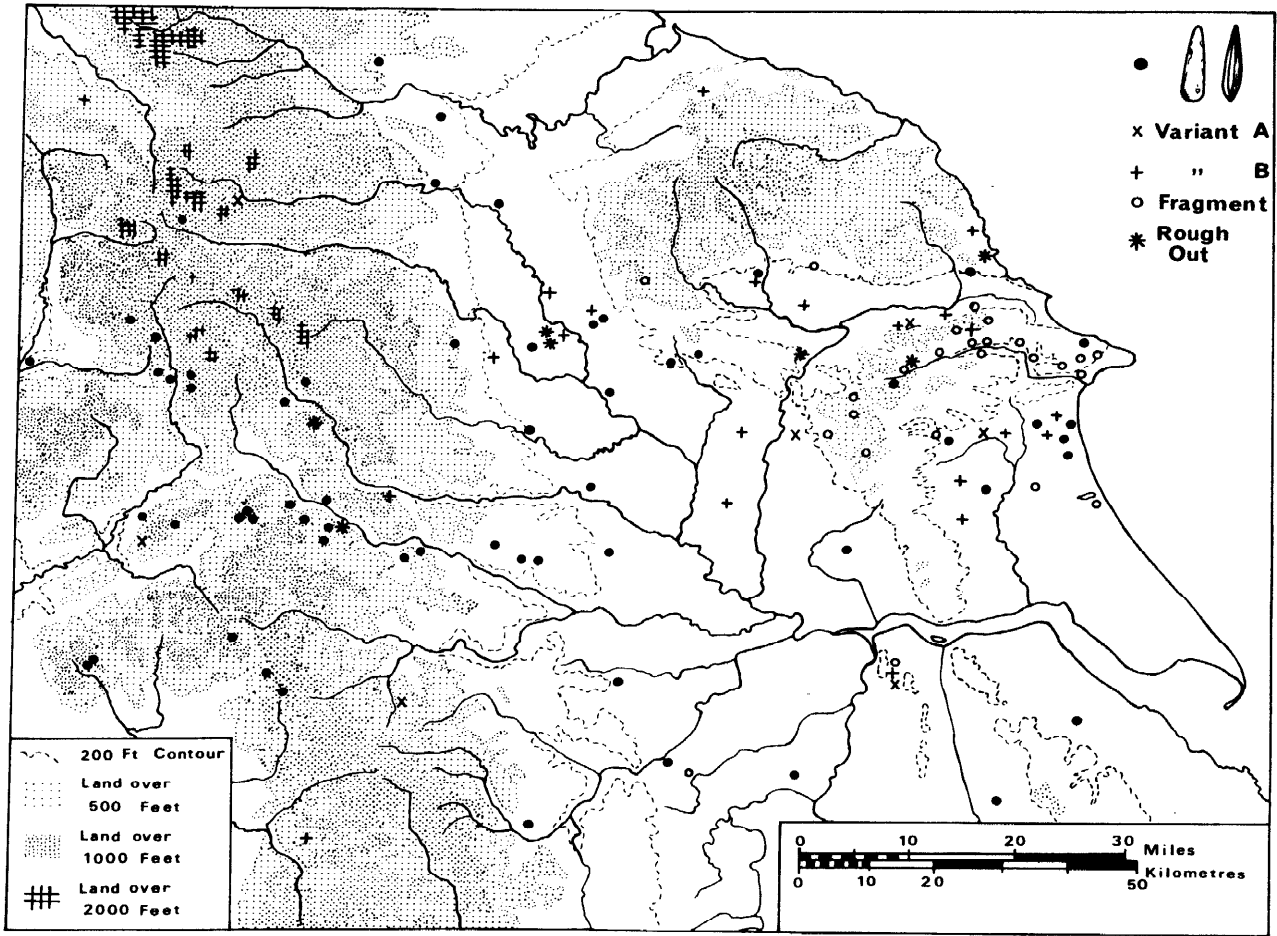 Variant A
" B
Fragment
Rough
Out
200 Ft Contour
Land over
500 Feet
Land over
1000 Feet
Land over
2000 Feet
0 10 20 30
Miles
Kilometres
0 10 20 50